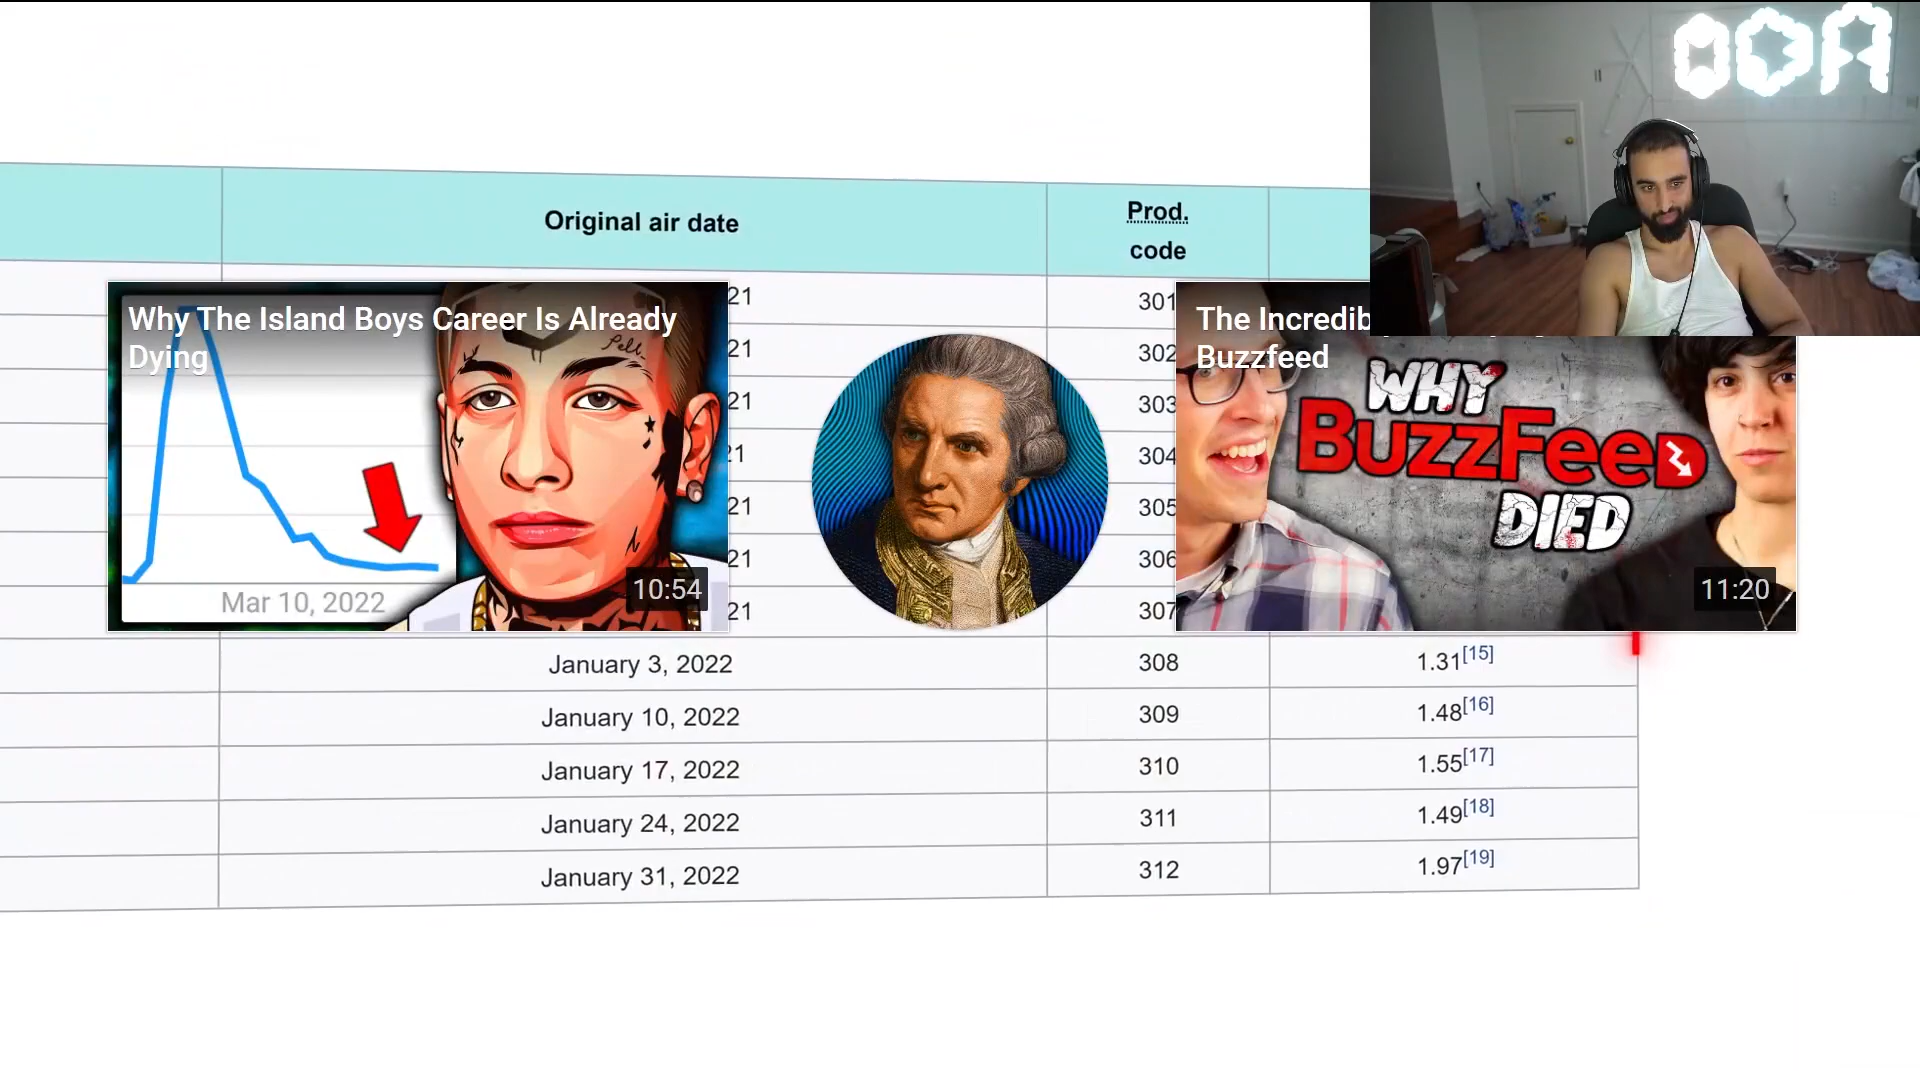 Original air date
Prod.
code
21
301
21
302
21
303
21
304
21
305
21
306
21
307
Why The Island Boys Career Is Already
Dying
Mar 10, 2022
10:54
The Incredib
Buzzfeed
WHY
BuzzFeeD
DIED
11:20
January 3, 2022
308
1.31[15]
January 10, 2022
309
1.48[16]
January 17, 2022
310
1.55[17]
January 24, 2022
311
1.49[18]
January 31, 2022
312
1.97[19]